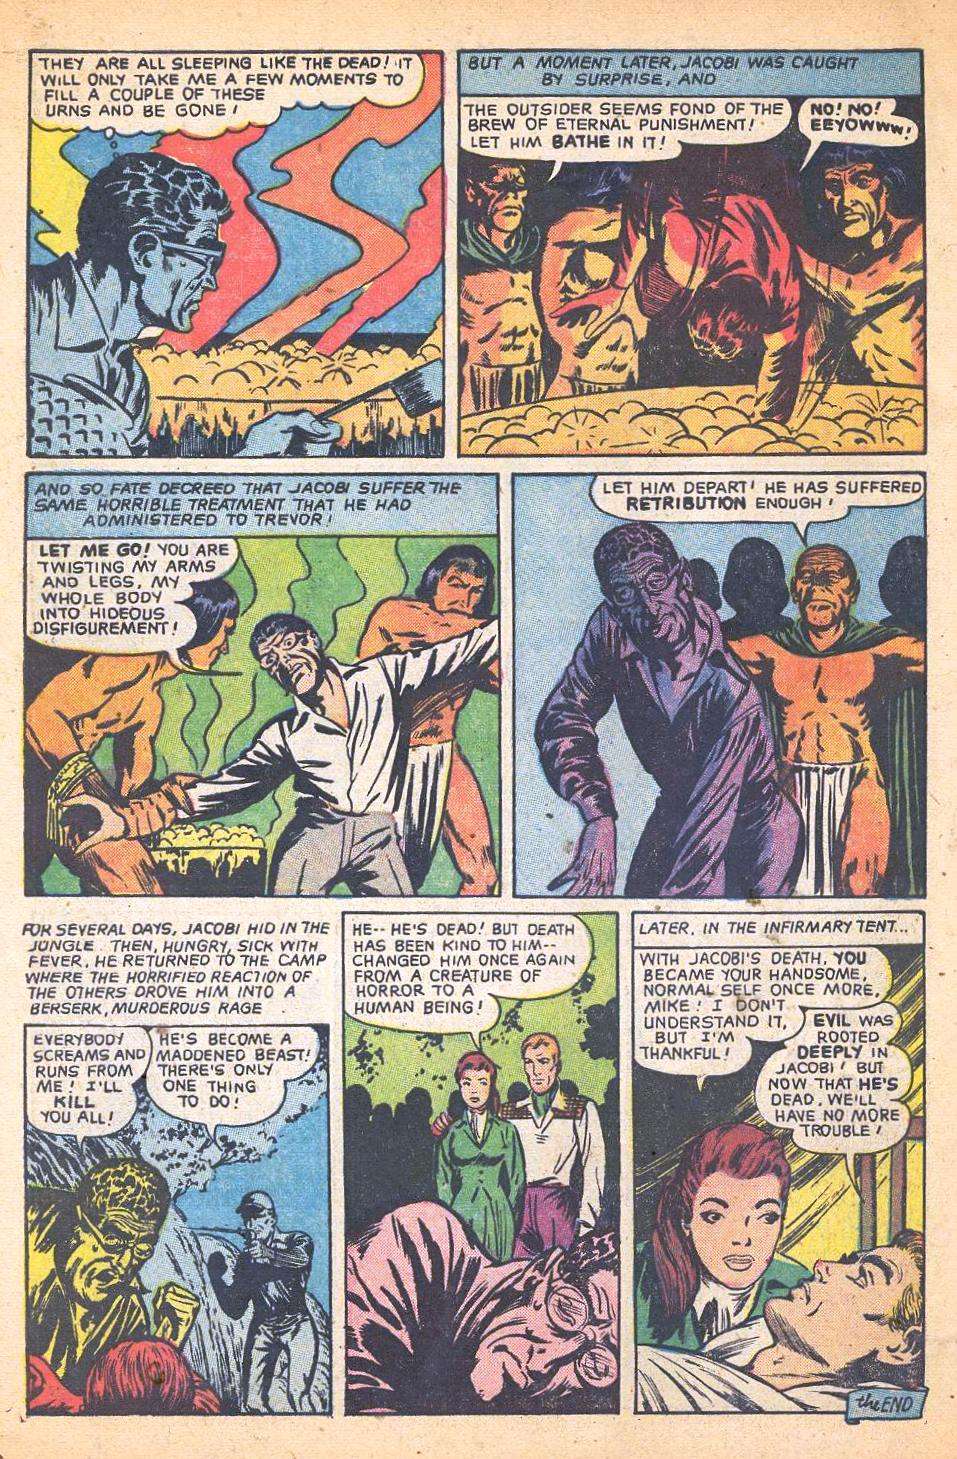 THEY ARE ALL SLEEPING LIKE THE DEAD! IT
WILL ONLY TAKE ME A FEW MOMENTS TO
FILL A COUPLE OF THESE
URNS AND BE GONE!
BUT A MOMENT LATER, JACOBI WAS CAUGHT
BY SURPRISE, AND
THE OUTSIDER SEEMS FOND OF THE
BREW OF ETERNAL PUNISHMENT!
LET HIM BATHE IN IT!
NO! NO!
EEYOWWW!
AND SO FATE DECREED THAT JACOBI SUFFER THE
SAME HORRIBLE TREATMENT THAT HE HAD
ADMINISTERED TO TREVOR!
LET ME GO! YOU ARE
TWISTING MY ARMS
AND LEGS, MY
WHOLE BODY
INTO HIDEOUS
DISFIGUREMENT!
LET HIM DEPART! HE HAS SUFFERED
RETRIBUTION ENOUGH!
FOR SEVERAL DAYS, JACOBI HID IN THE
JUNGLE. THEN, HUNGRY, SICK WITH
FEVER, HE RETURNED TO THE CAMP
WHERE THE HORRIFIED REACTION OF
THE OTHERS DROVE HIM INTO A
BERSERK, MURDEROUS RAGE
EVERYBODY
SCREAMS AND
RUNS FROM
ME! I'LL
KILL
YOU ALL!
HE'S BECOME A
MADDENED BEAST!
THERE'S ONLY
ONE THING
TO DO!
HE-- HE'S DEAD! BUT DEATH
HAS BEEN KIND TO HIM--
CHANGED HIM ONCE AGAIN
FROM A CREATURE OF
HORROR TO A
HUMAN BEING!
LATER, IN THE INFIRMARY TENT...
WITH JACOBI'S DEATH, YOU
BECAME YOUR HANDSOME,
NORMAL SELF ONCE MORE,
MIKE! I DON'T
UNDERSTAND IT,
BUT I'M
THANKFUL!
EVIL WAS
ROOTED
DEEPLY IN
JACOBI! BUT
NOW THAT HE'S
DEAD, WE'LL
HAVE NO MORE
TROUBLE!
the END